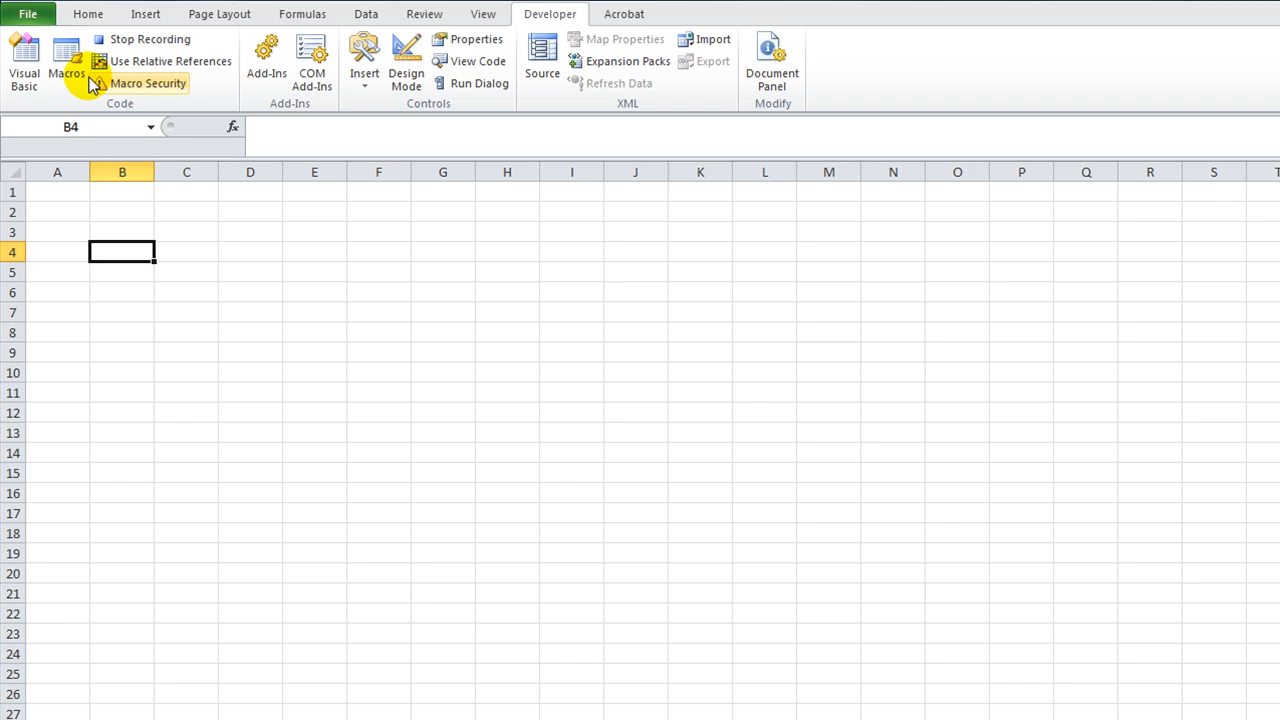 File Home Insert Page Layout Formulas Data Review View Developer Acrobat
Visual Basic
Macros
Stop Recording
Use Relative References
Macro Security
Code
Add-Ins
COM Add-Ins
Add-Ins
Insert
Design Mode
Properties
View Code
Run Dialog
Controls
Source
Map Properties
Expansion Packs
Refresh Data
Import
Export
XML
Document Panel
Modify
B4
fx
A B C D E F G H I J K L M N O P Q R S T
1
2
3
4
5
6
7
8
9
10
11
12
13
14
15
16
17
18
19
20
21
22
23
24
25
26
27